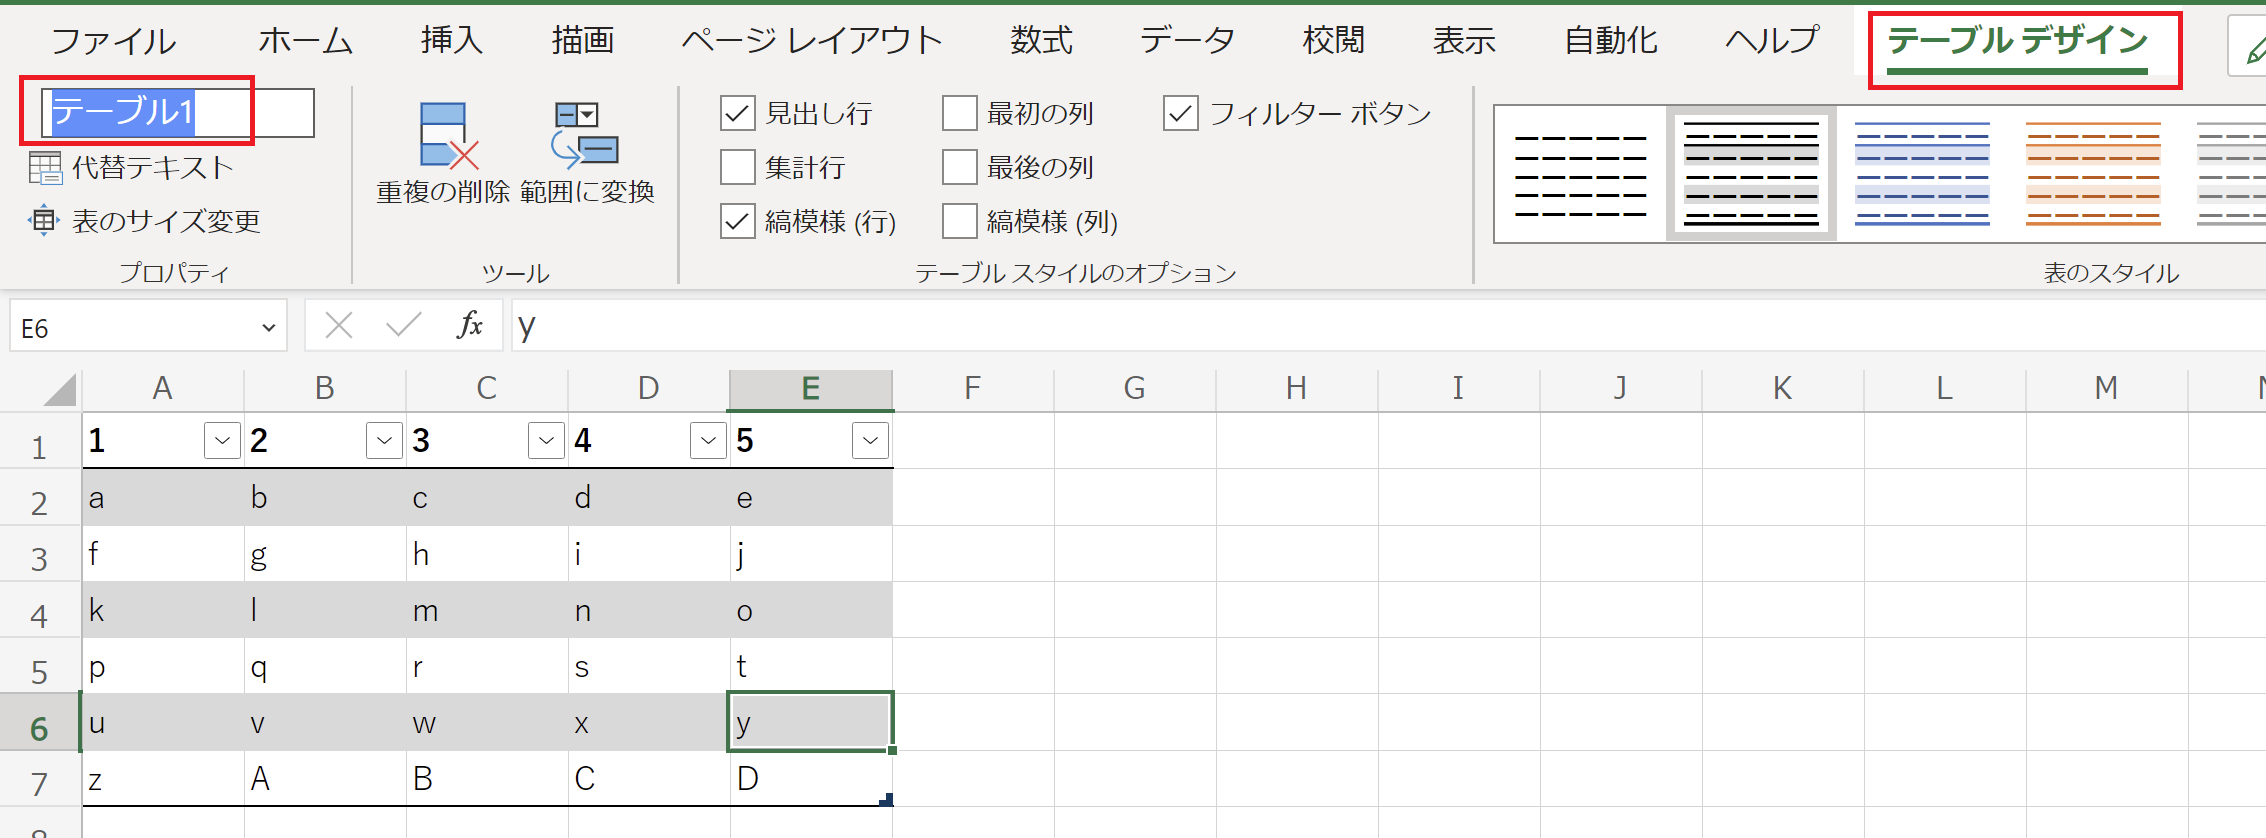 ファイル ホーム 挿入 描画 ページ レイアウト 数式 データ 校閲 表示 自動化 ヘルプ テーブル デザイン
テーブル1
代替テキスト
表のサイズ変更
プロパティ
重複の削除 範囲に変換
ツール
見出し行 最初の列 フィルター ボタン
集計行 最後の列
縞模様 (行) 縞模様 (列)
テーブル スタイルのオプション
表のスタイル
E6 fx y
A B C D E F G H I J K L M
1 1 2 3 4 5
2 a b c d e
3 f g h i j
4 k l m n o
5 p q r s t
6 u v w x y
7 z A B C D